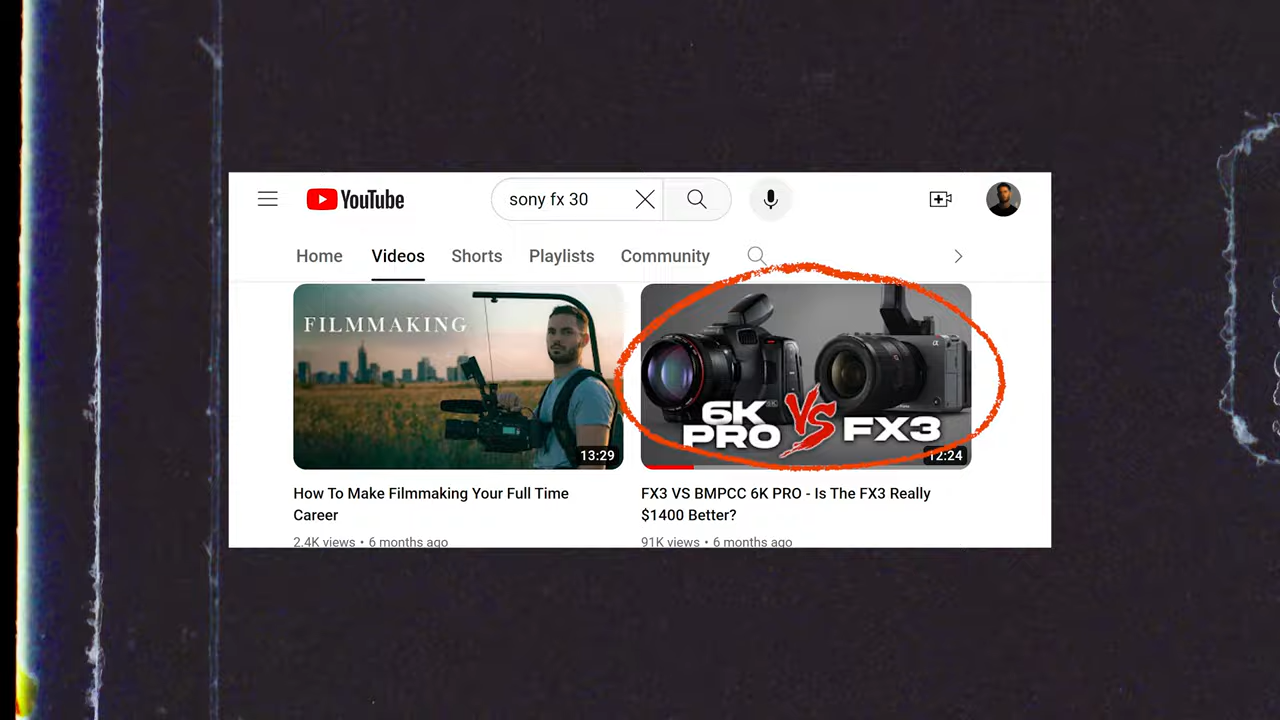 YouTube
sony fx 30
Home Videos Shorts Playlists Community
FILMMAKING
13:29
6K PRO VS FX3
12:24
How To Make Filmmaking Your Full Time
Career
2.4K views • 6 months ago
FX3 VS BMPCC 6K PRO - Is The FX3 Really
$1400 Better?
91K views • 6 months ago